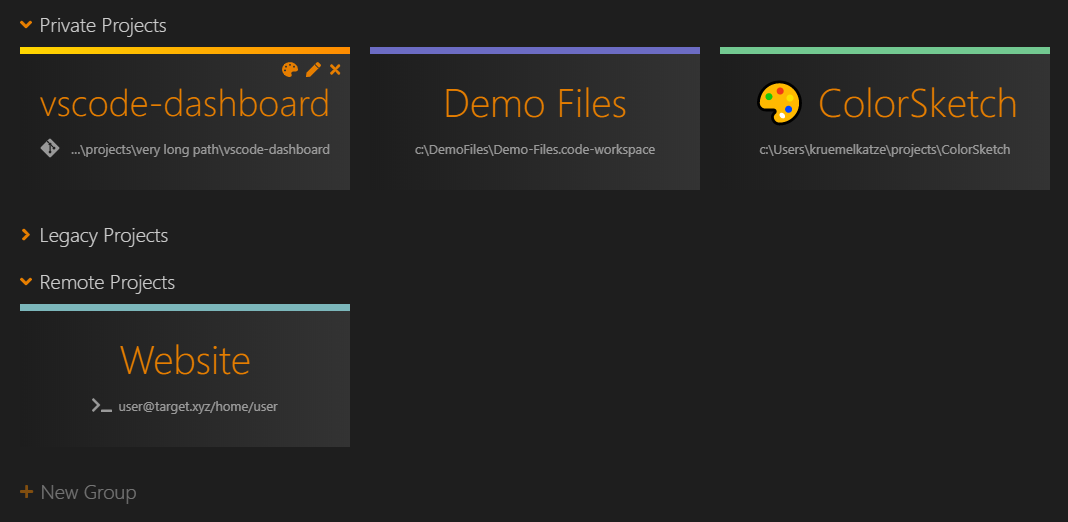 Private Projects
vscode-dashboard
...\projects\very long path\vscode-dashboard
Demo Files
c:\DemoFiles\Demo-Files.code-workspace
ColorSketch
c:\Users\kruemelkatze\projects\ColorSketch
Legacy Projects
Remote Projects
Website
user@target.xyz/home/user
New Group